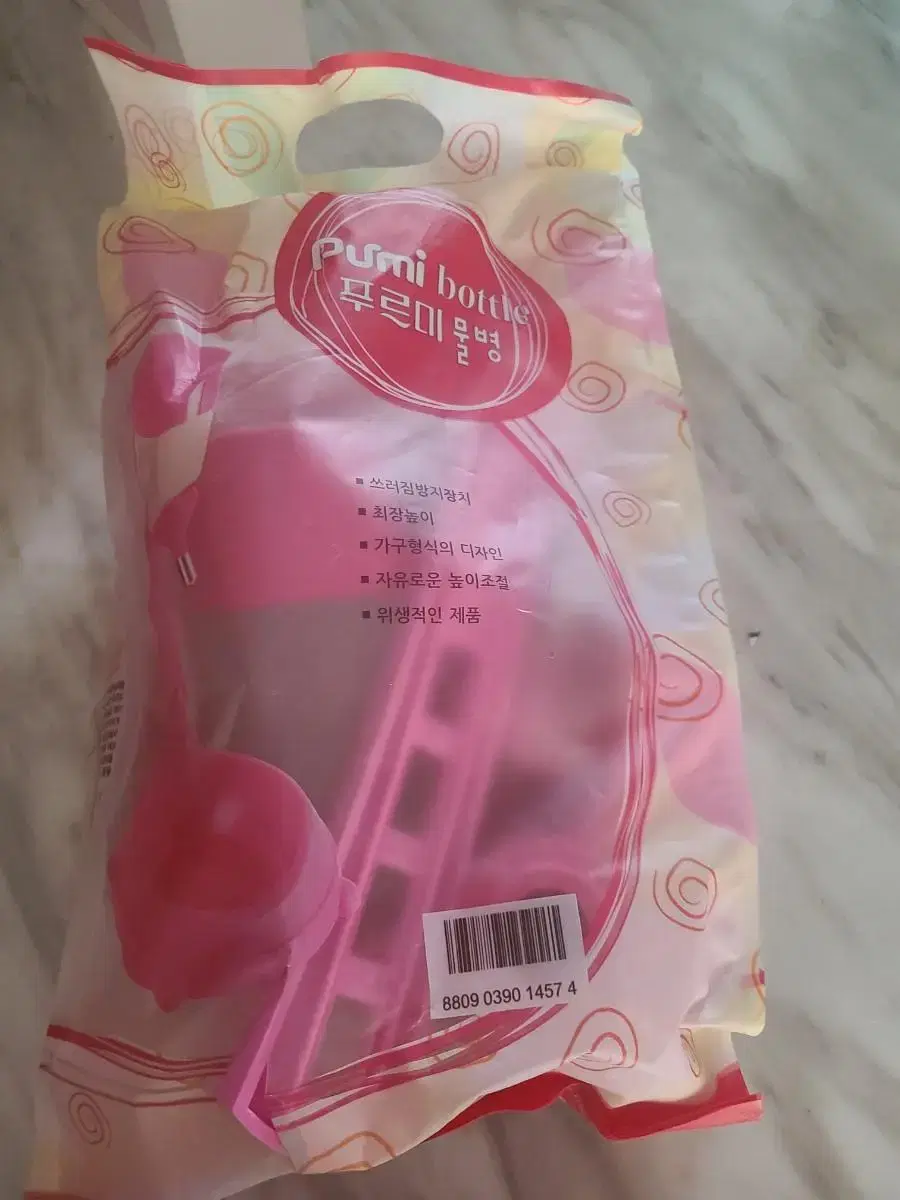 PURMI bottle
푸르미 물병
■ 쓰러짐방지장치
■ 최장높이
■ 가구형식의 디자인
■ 자유로운 높이조절
■ 위생적인 제품
8809 0390 1457 4